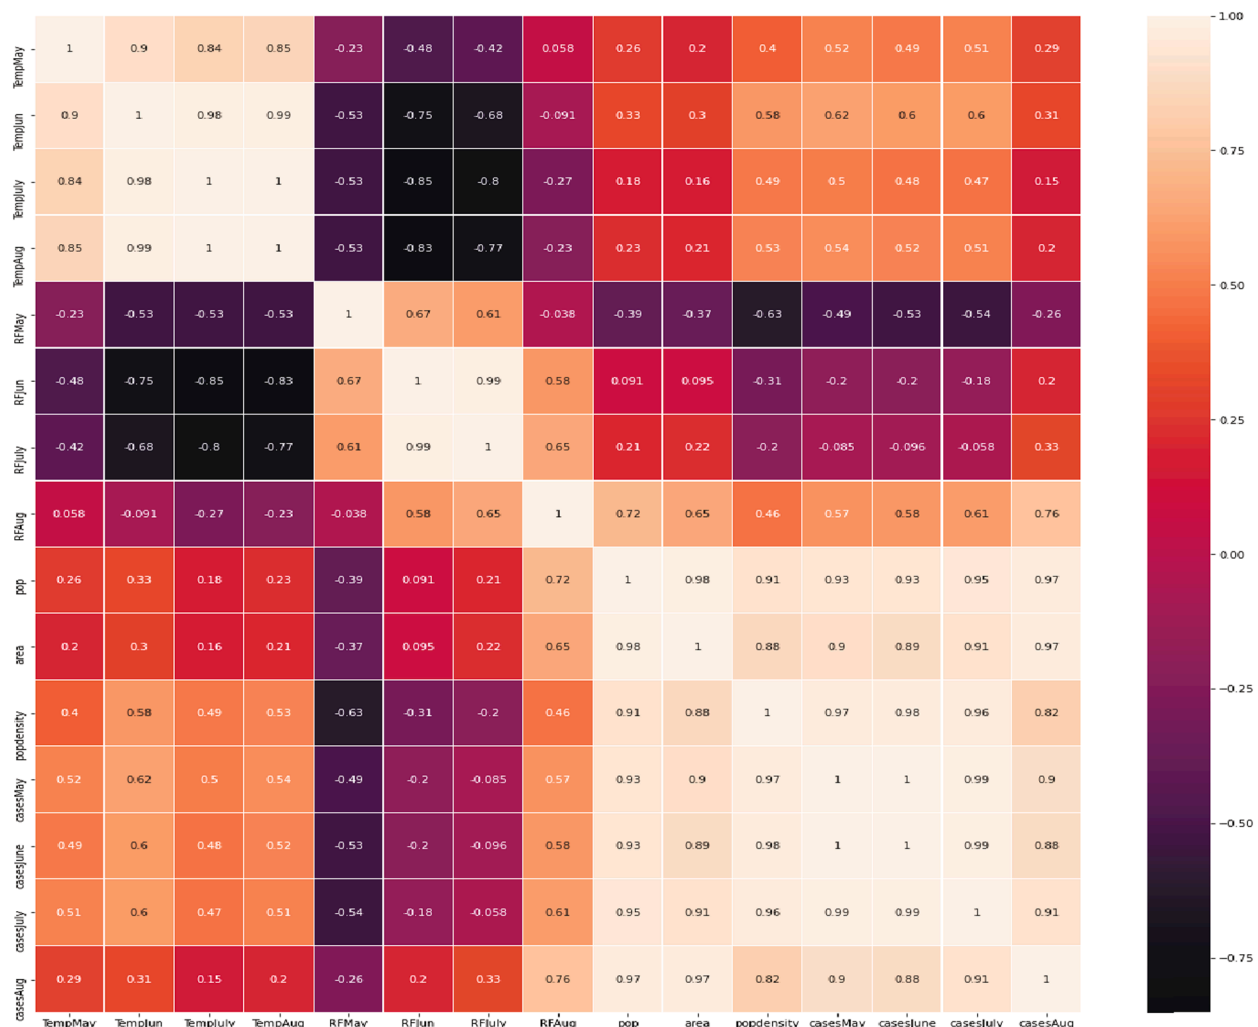 TempMay 1 0.9 0.84 0.85 -0.23 -0.48 -0.42 0.058 0.26 0.2 0.4 0.52 0.49 0.51 0.29
TempJun 0.9 1 0.98 0.99 -0.53 -0.75 -0.68 -0.091 0.33 0.3 0.58 0.62 0.6 0.6 0.31
TempJuly 0.84 0.98 1 1 -0.53 -0.85 -0.8 -0.27 0.18 0.16 0.49 0.5 0.48 0.47 0.15
TempAug 0.85 0.99 1 1 -0.53 -0.83 -0.77 -0.23 0.23 0.21 0.53 0.54 0.52 0.51 0.2
RFMay -0.23 -0.53 -0.53 -0.53 1 0.67 0.61 -0.038 -0.39 -0.37 -0.63 -0.49 -0.53 -0.54 -0.26
RFJun -0.48 -0.75 -0.85 -0.83 0.67 1 0.99 0.58 0.091 0.095 -0.31 -0.2 -0.2 -0.18 0.2
RFJuly -0.42 -0.68 -0.8 -0.77 0.61 0.99 1 0.65 0.21 0.22 -0.2 -0.085 -0.096 -0.058 0.33
RFAug 0.058 -0.091 -0.27 -0.23 -0.038 0.58 0.65 1 0.72 0.65 0.46 0.57 0.58 0.61 0.76
pop 0.26 0.33 0.18 0.23 -0.39 0.091 0.21 0.72 1 0.98 0.91 0.93 0.93 0.95 0.97
area 0.2 0.3 0.16 0.21 -0.37 0.095 0.22 0.65 0.98 1 0.88 0.9 0.89 0.91 0.97
popdensity 0.4 0.58 0.49 0.53 -0.63 -0.31 -0.2 0.46 0.91 0.88 1 0.97 0.98 0.96 0.82
casesMay 0.52 0.62 0.5 0.54 -0.49 -0.2 -0.085 0.57 0.93 0.9 0.97 1 1 0.99 0.9
casesJune 0.49 0.6 0.48 0.52 -0.53 -0.2 -0.096 0.58 0.93 0.89 0.98 1 1 0.99 0.88
casesJuly 0.51 0.6 0.47 0.51 -0.54 -0.18 -0.058 0.61 0.95 0.91 0.96 0.99 0.99 1 0.91
casesAug 0.29 0.31 0.15 0.2 -0.26 0.2 0.33 0.76 0.97 0.97 0.82 0.9 0.88 0.91 1
TempMay TempJun TempJuly TempAug RFMay RFJun RFJuly RFAug pop area popdensity casesMay casesJune casesJuly casesAug
1.00
0.75
0.50
0.25
0.00
−0.25
−0.50
−0.75